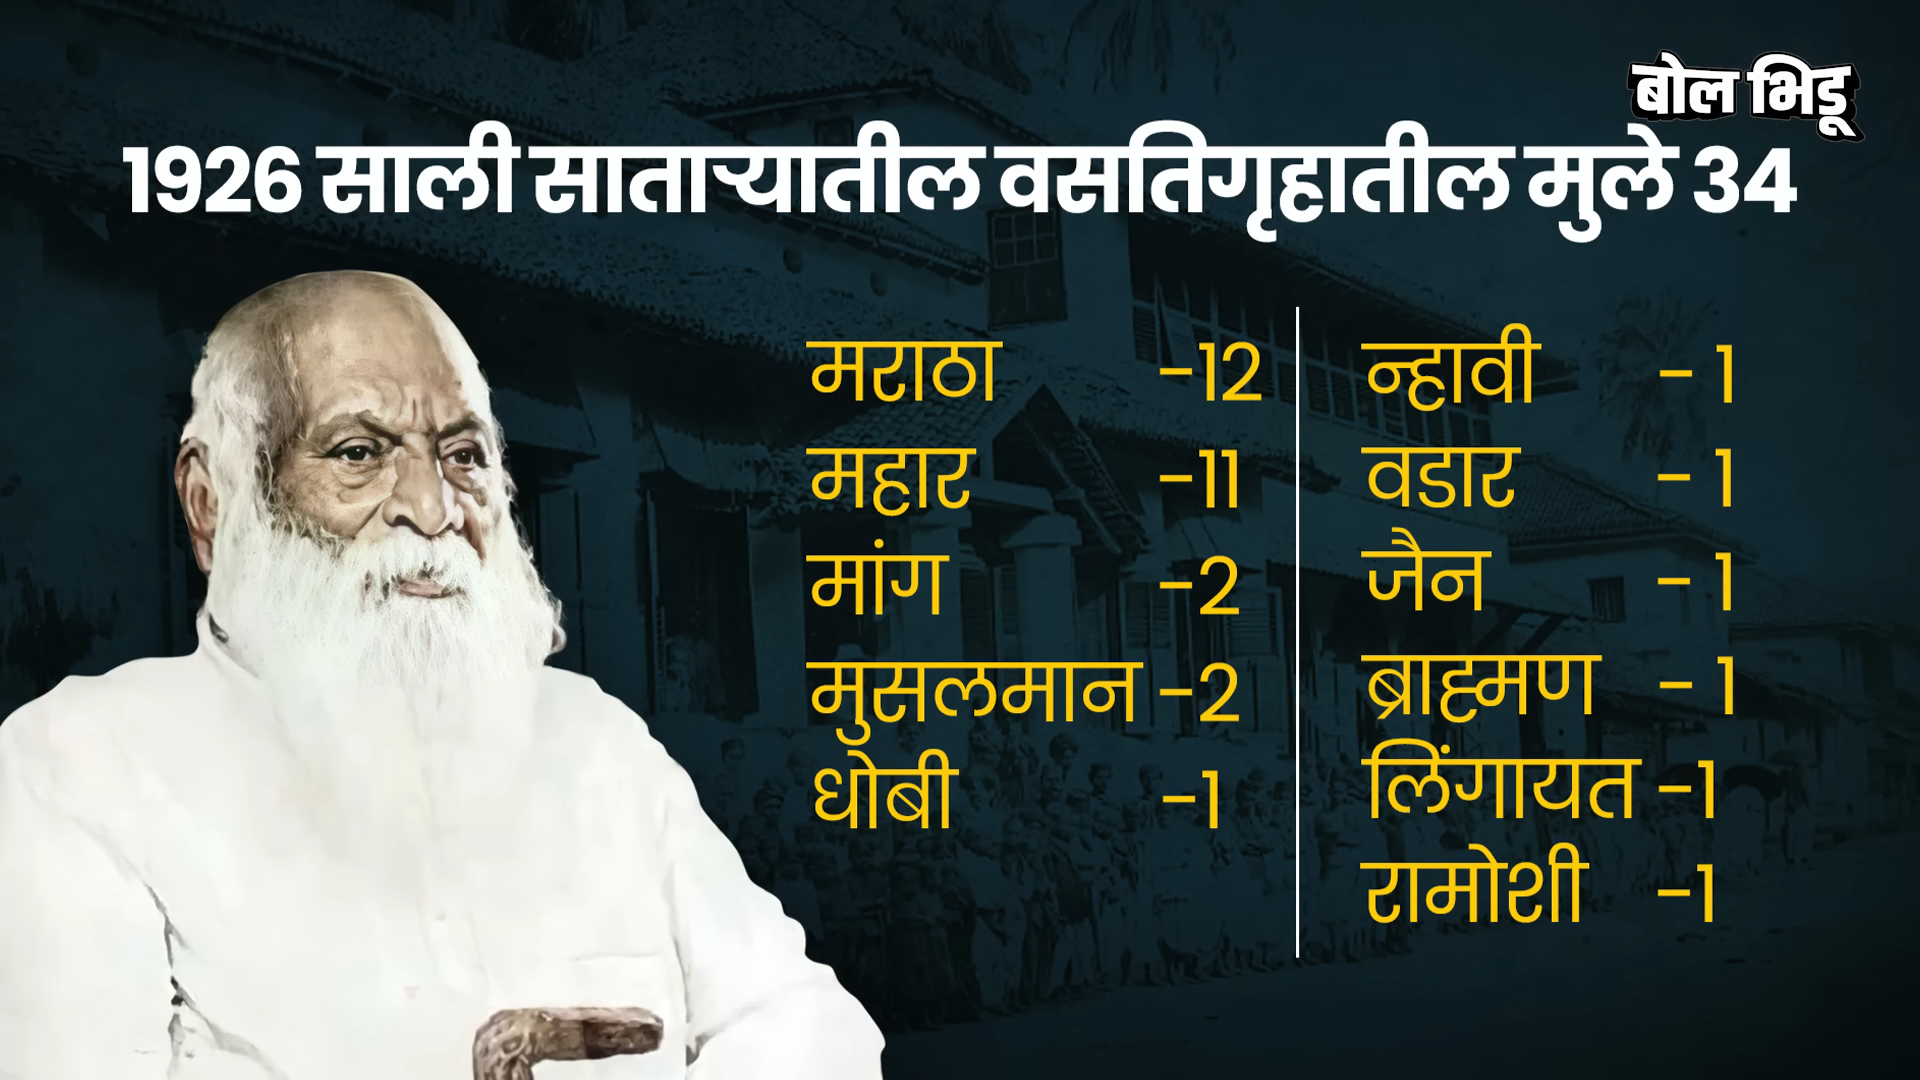 बोल भिडू
1926 साली साताऱ्यातील वसतिगृहातील मुले 34
मराठा -12
महार -11
मांग -2
मुसलमान -2
धोबी -1
न्हावी - 1
वडार - 1
जैन - 1
ब्राह्मण - 1
लिंगायत -1
रामोशी -1